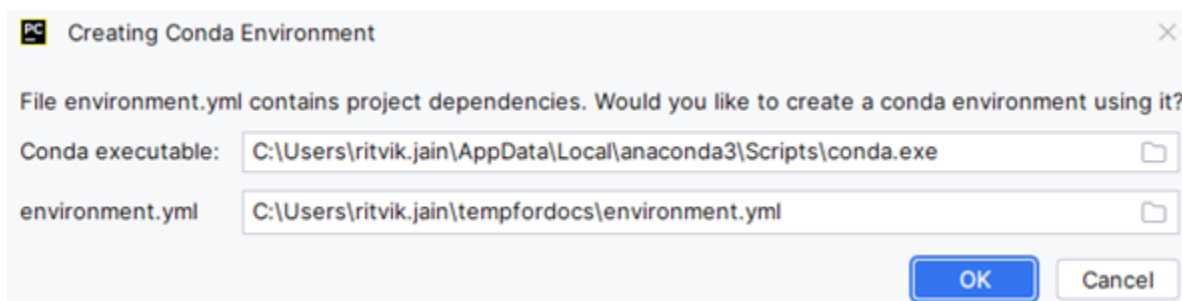 PC Creating Conda Environment
File environment.yml contains project dependencies. Would you like to create a conda environment using it?
Conda executable: C:\Users\ritvik.jain\AppData\Local\anaconda3\Scripts\conda.exe
environment.yml C:\Users\ritvik.jain\tempfordocs\environment.yml
OK Cancel